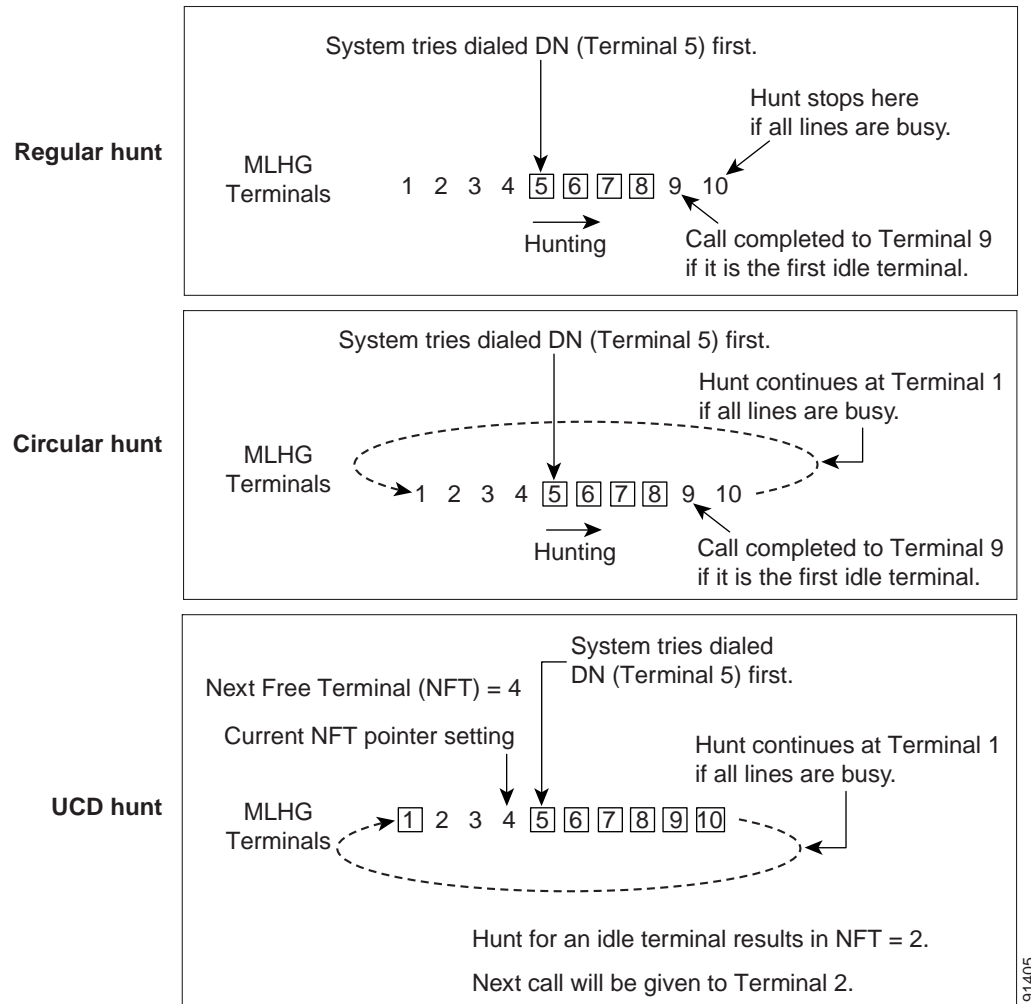 System tries dialed DN (Terminal 5) first.
Hunt stops here
if all lines are busy.
Regular hunt
MLHG
Terminals
1 2 3 4 5 6 7 8 9 10
Hunting
Call completed to Terminal 9
if it is the first idle terminal.
System tries dialed DN (Terminal 5) first.
Hunt continues at Terminal 1
if all lines are busy.
Circular hunt
MLHG
Terminals
1 2 3 4 5 6 7 8 9 10
Hunting
Call completed to Terminal 9
if it is the first idle terminal.
System tries dialed
DN (Terminal 5) first.
Next Free Terminal (NFT) = 4
Current NFT pointer setting
Hunt continues at Terminal 1
if all lines are busy.
UCD hunt
MLHG
Terminals
1 2 3 4 5 6 7 8 9 10
Hunt for an idle terminal results in NFT = 2.
Next call will be given to Terminal 2.
91405